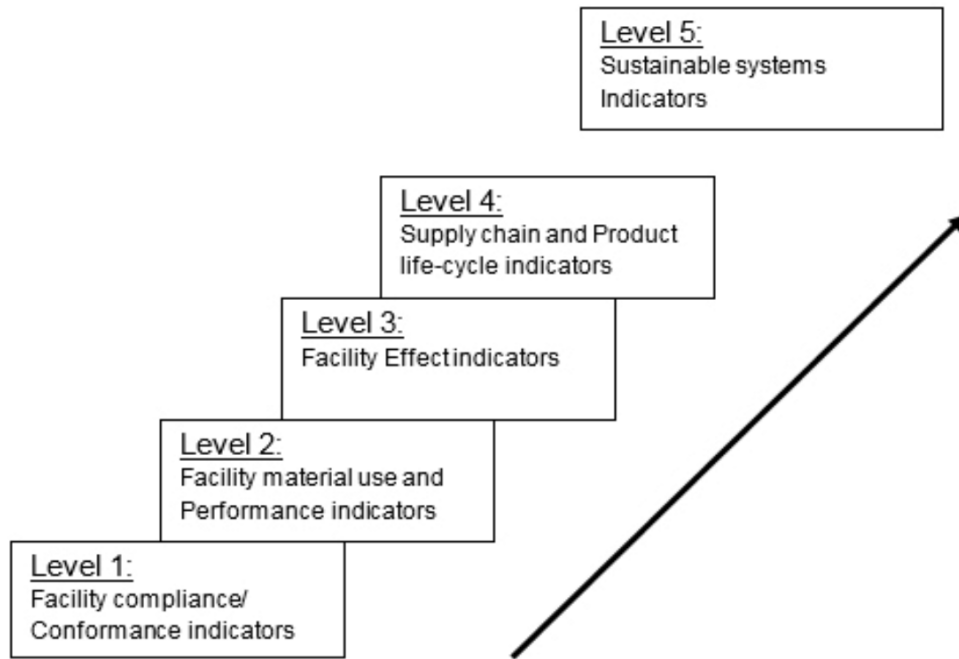 Level 5:
Sustainable systems
Indicators
Level 4:
Supply chain and Product
life-cycle indicators
Level 3:
Facility Effect indicators
Level 2:
Facility material use and
Performance indicators
Level 1:
Facility compliance/
Conformance indicators